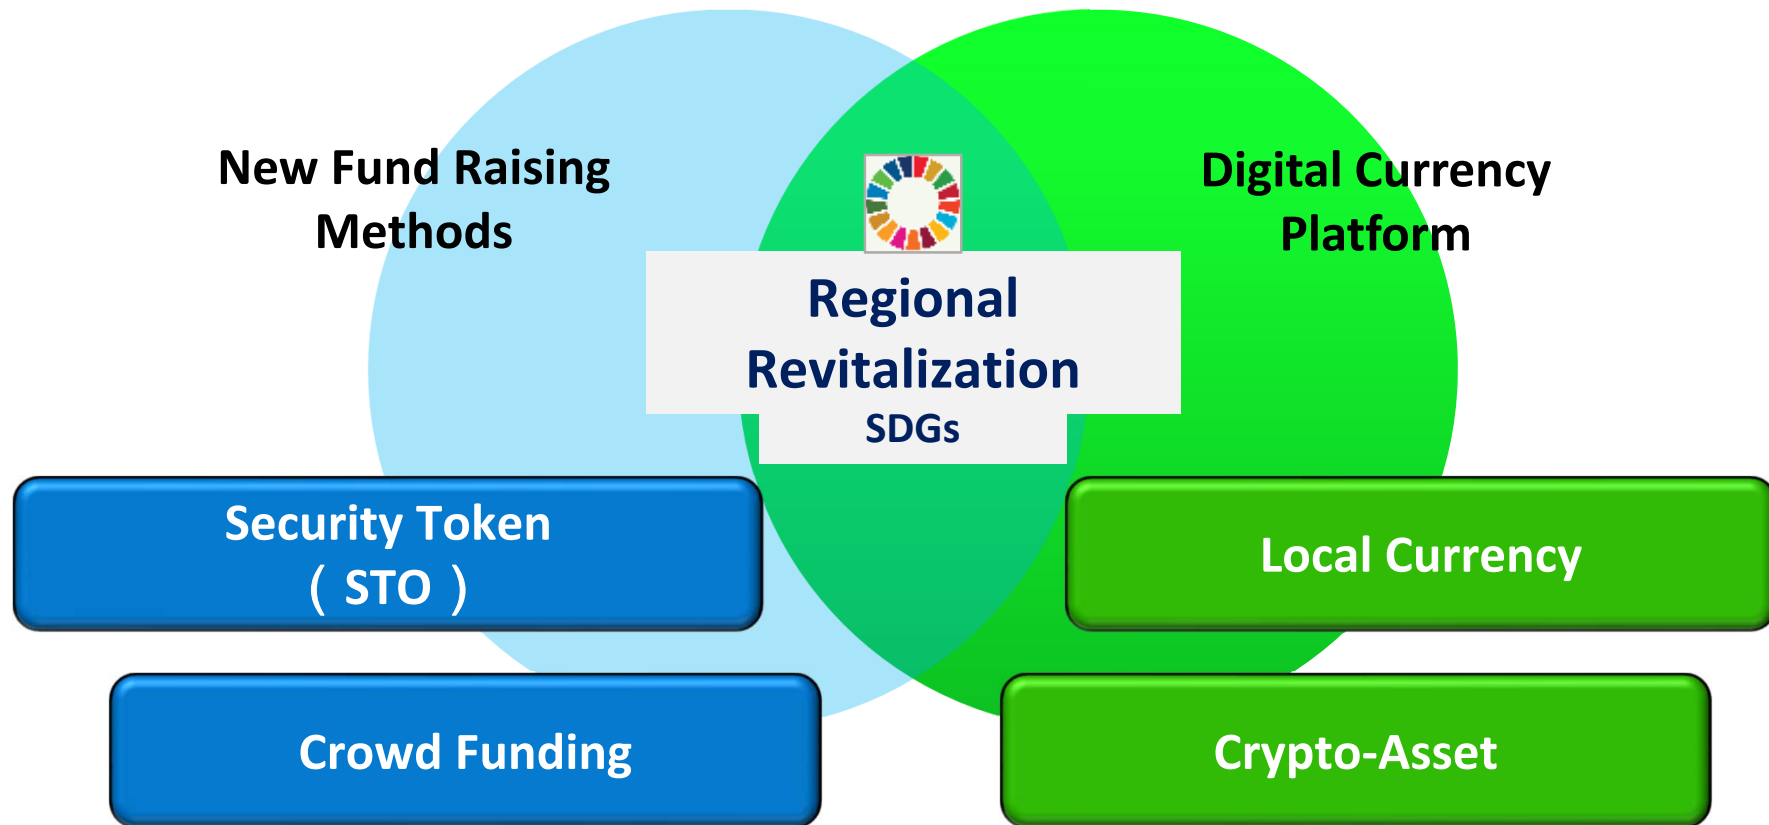 New Fund Raising
Methods
Digital Currency
Platform
Regional
Revitalization
SDGs
Security Token
（ STO ）
Local Currency
Crowd Funding
Crypto-Asset